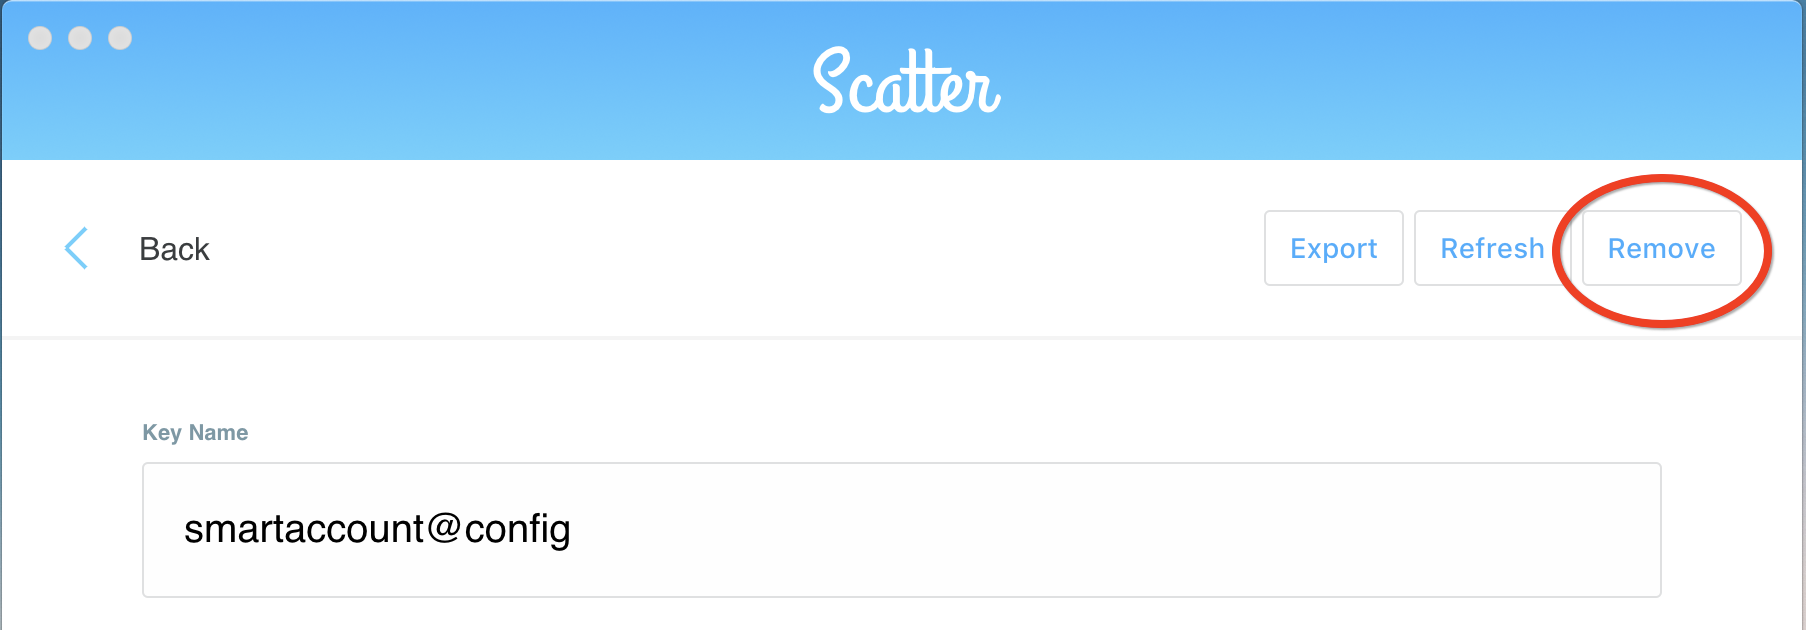 Scatter
Back
Export Refresh Remove
Key Name
smartaccount@config